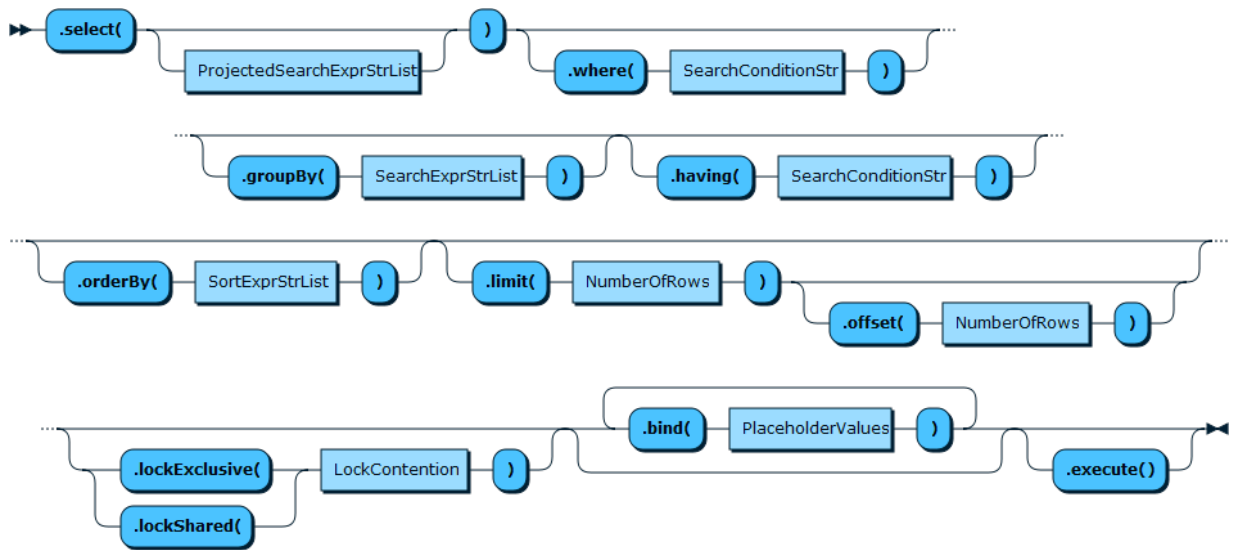 .select( ProjectedSearchExprStrList ) .where( SearchConditionStr )
.groupBy( SearchExprStrList ) .having( SearchConditionStr )
.orderBy( SortExprStrList ) .limit( NumberOfRows ) .offset( NumberOfRows )
.lockExclusive( LockContention ) .bind( PlaceholderValues ) .execute()
.lockShared(